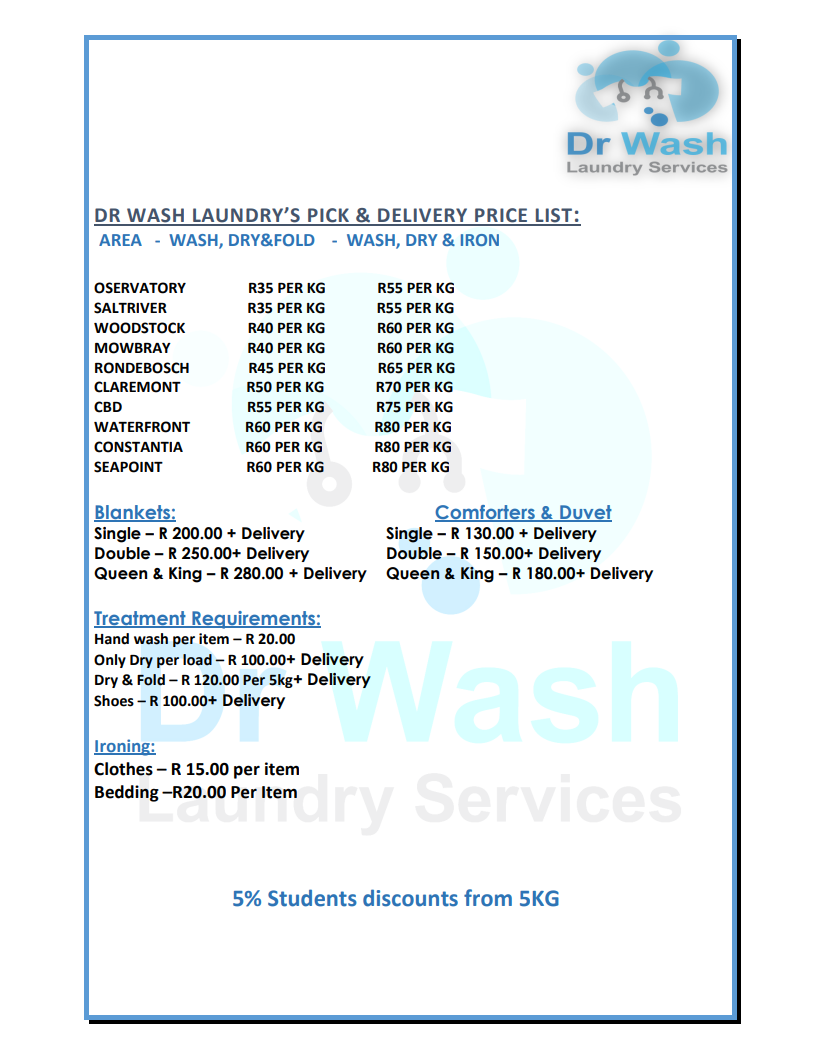 Dr Wash
Laundry Services
DR WASH LAUNDRY’S PICK & DELIVERY PRICE LIST:
AREA - WASH, DRY&FOLD - WASH, DRY & IRON
OSERVATORY R35 PER KG R55 PER KG
SALTRIVER R35 PER KG R55 PER KG
WOODSTOCK R40 PER KG R60 PER KG
MOWBRAY R40 PER KG R60 PER KG
RONDEBOSCH R45 PER KG R65 PER KG
CLAREMONT R50 PER KG R70 PER KG
CBD R55 PER KG R75 PER KG
WATERFRONT R60 PER KG R80 PER KG
CONSTANTIA R60 PER KG R80 PER KG
SEAPOINT R60 PER KG R80 PER KG
Blankets: Comforters & Duvet
Single – R 200.00 + Delivery Single – R 130.00 + Delivery
Double – R 250.00+ Delivery Double – R 150.00+ Delivery
Queen & King – R 280.00 + Delivery Queen & King – R 180.00+ Delivery
Treatment Requirements:
Hand wash per item – R 20.00
Only Dry per load – R 100.00+ Delivery
Dry & Fold – R 120.00 Per 5kg+ Delivery
Shoes – R 100.00+ Delivery
Ironing:
Clothes – R 15.00 per item
Bedding –R20.00 Per Item
Dr Wash
Laundry Services
5% Students discounts from 5KG